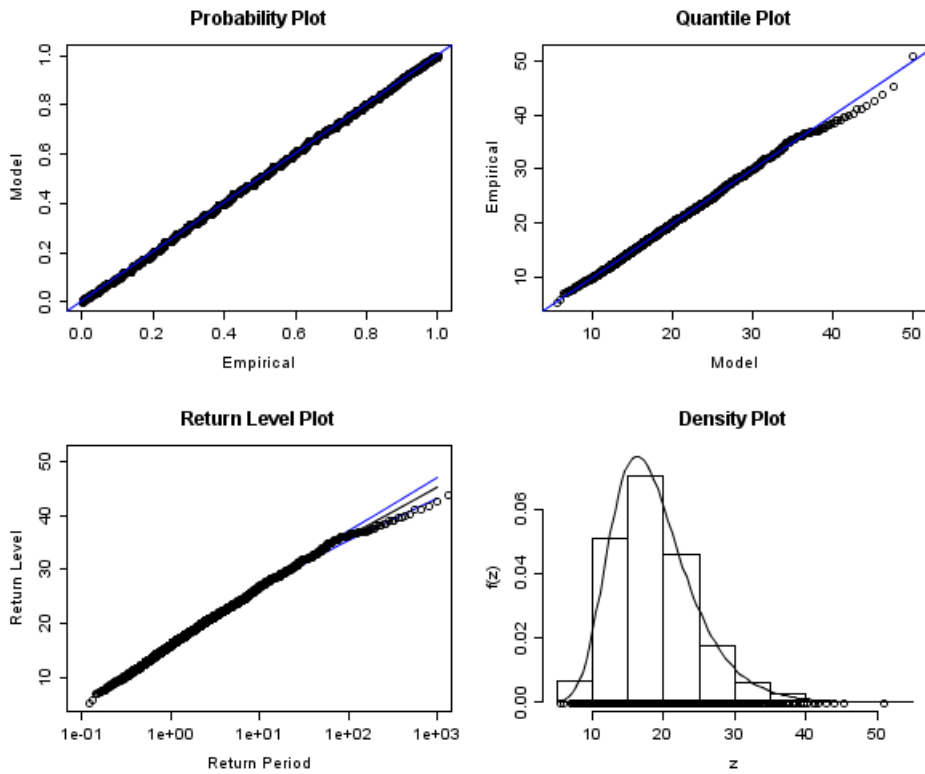 Probability Plot
Model
0.0 0.2 0.4 0.6 0.8 1.0
0.0 0.2 0.4 0.6 0.8 1.0
Empirical
Quantile Plot
Empirical
10 20 30 40 50
10 20 30 40 50
Model
Return Level Plot
Return Level
10 20 30 40 50
1e-01 1e+00 1e+01 1e+02 1e+03
Return Period
Density Plot
f(z)
0.00 0.02 0.04 0.06
10 20 30 40 50
z